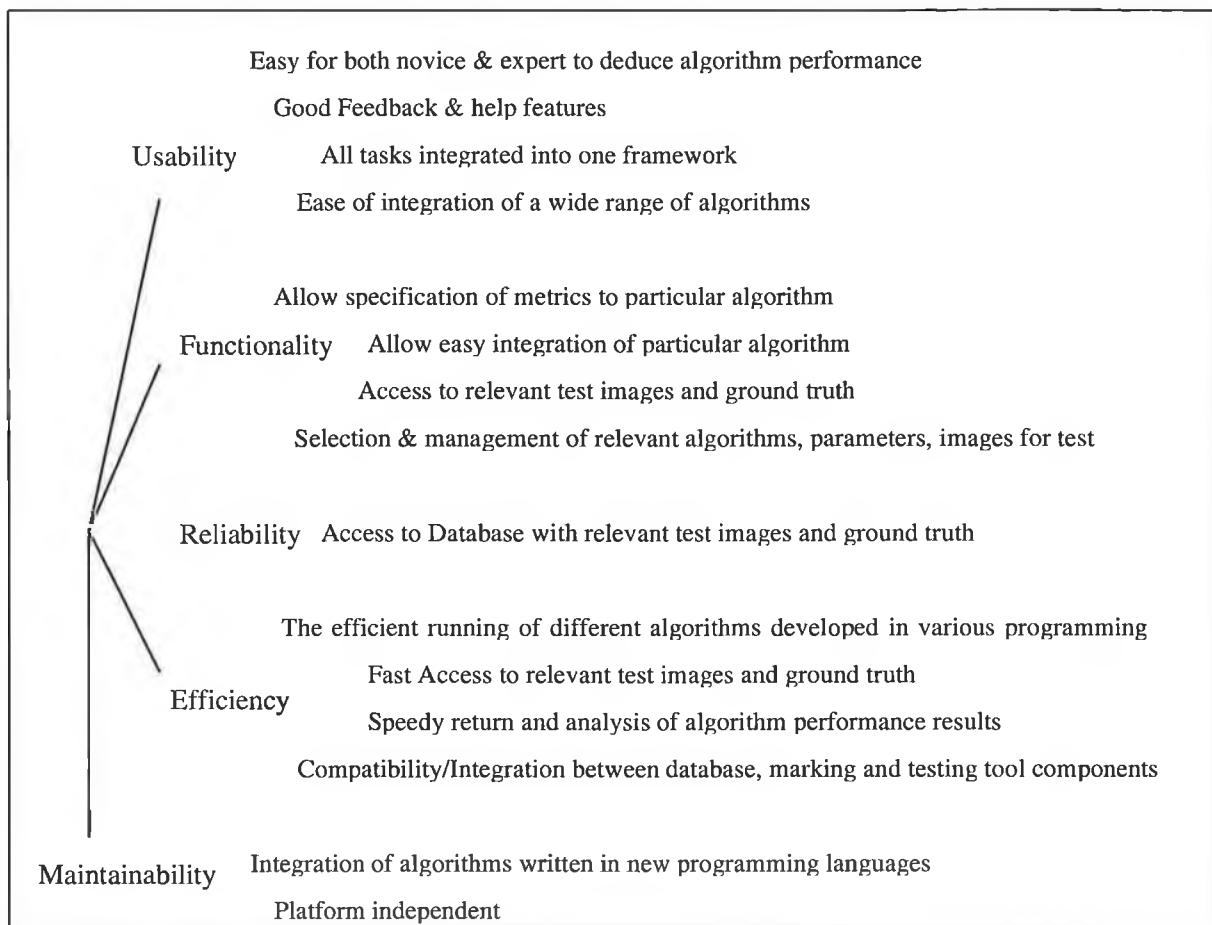 Easy for both novice & expert to deduce algorithm performance
Good Feedback & help features
Usability All tasks integrated into one framework
Ease of integration of a wide range of algorithms
Allow specification of metrics to particular algorithm
Functionality Allow easy integration of particular algorithm
Access to relevant test images and ground truth
Selection & management of relevant algorithms, parameters, images for test
Reliability Access to Database with relevant test images and ground truth
The efficient running of different algorithms developed in various programming
Fast Access to relevant test images and ground truth
Efficiency
Speedy return and analysis of algorithm performance results
Compatibility/Integration between database, marking and testing tool components
Maintainability Integration of algorithms written in new programming languages
Platform independent